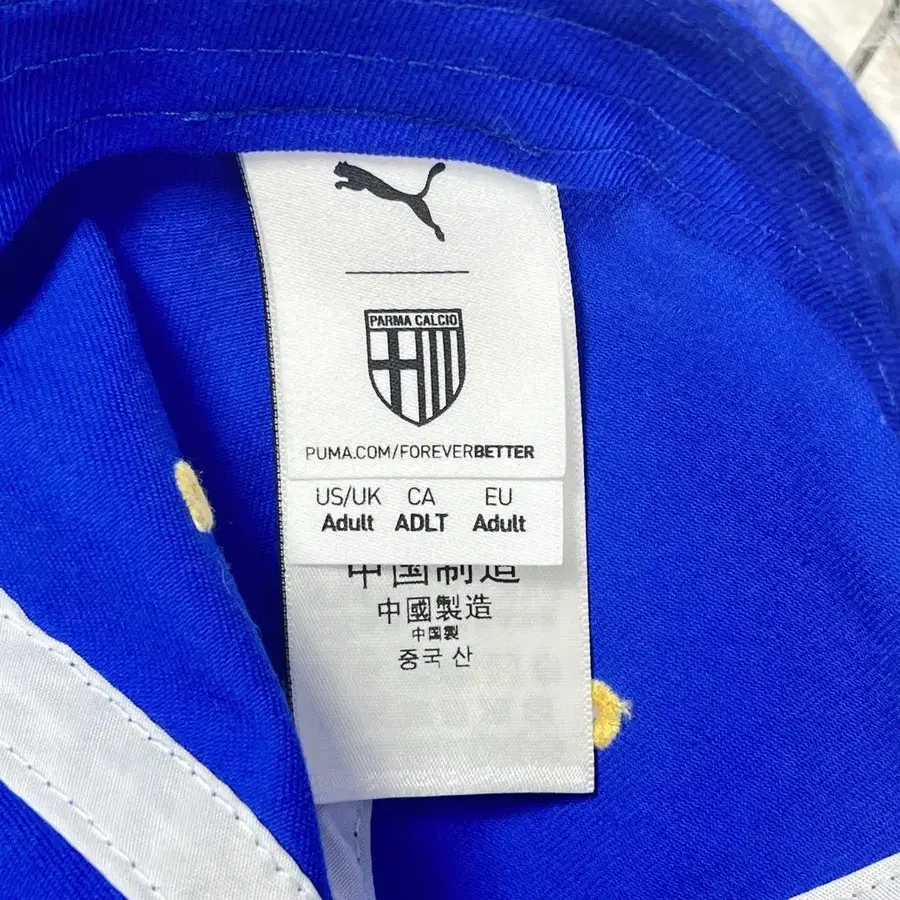 PARMA CALCIO
PUMA.COM/FOREVERBETTER
US/UK CA EU
Adult ADLT Adult
中国制造
中國製造
中国製
중국 산